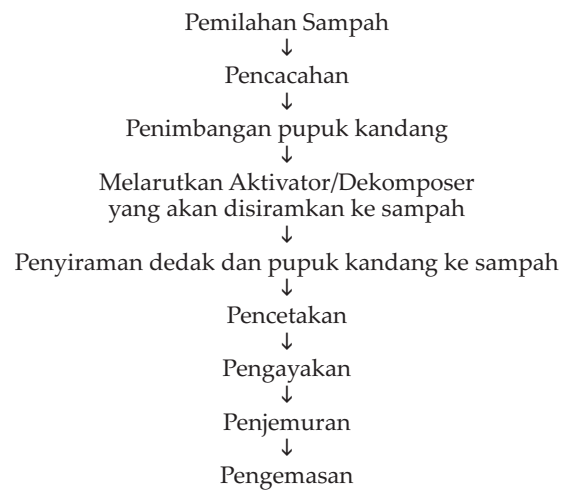 Pemilahan Sampah
↓
Pencacahan
↓
Penimbangan pupuk kandang
↓
Melarutkan Aktivator/Dekomposer
yang akan disiramkan ke sampah
↓
Penyiraman dedak dan pupuk kandang ke sampah
↓
Pencetakan
↓
Pengayakan
↓
Penjemuran
↓
Pengemasan